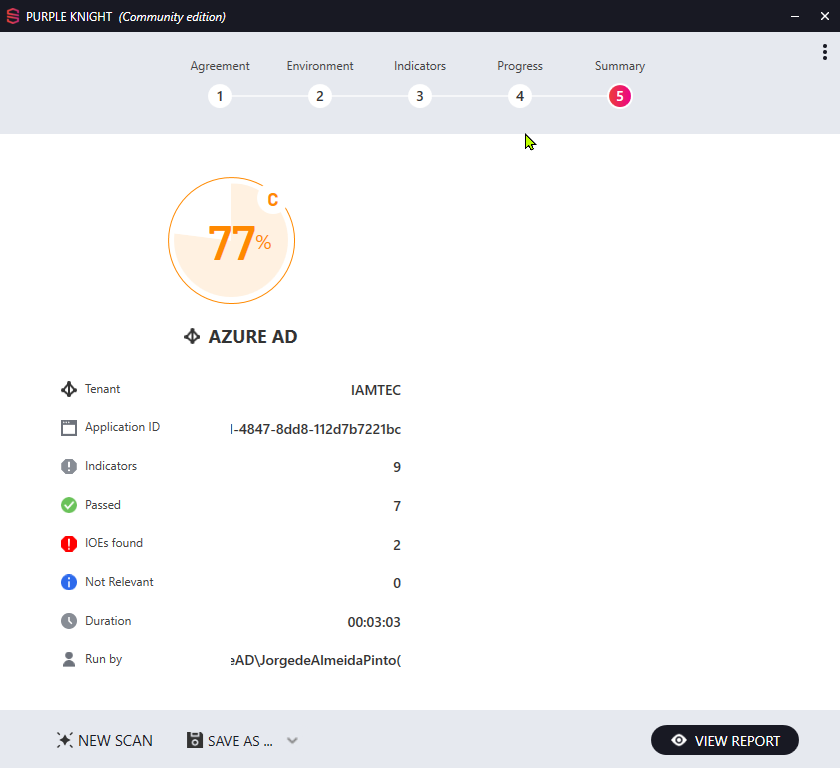 PURPLE KNIGHT (Community edition)
Agreement Environment Indicators Progress Summary
1 2 3 4 5
C
77%
AZURE AD
Tenant IAMTEC
Application ID -4847-8dd8-112d7b7221bc
Indicators 9
Passed 7
IOEs found 2
Not Relevant 0
Duration 00:03:03
Run by eAD\JorgedeAlmeidaPinto(
NEW SCAN SAVE AS ... VIEW REPORT